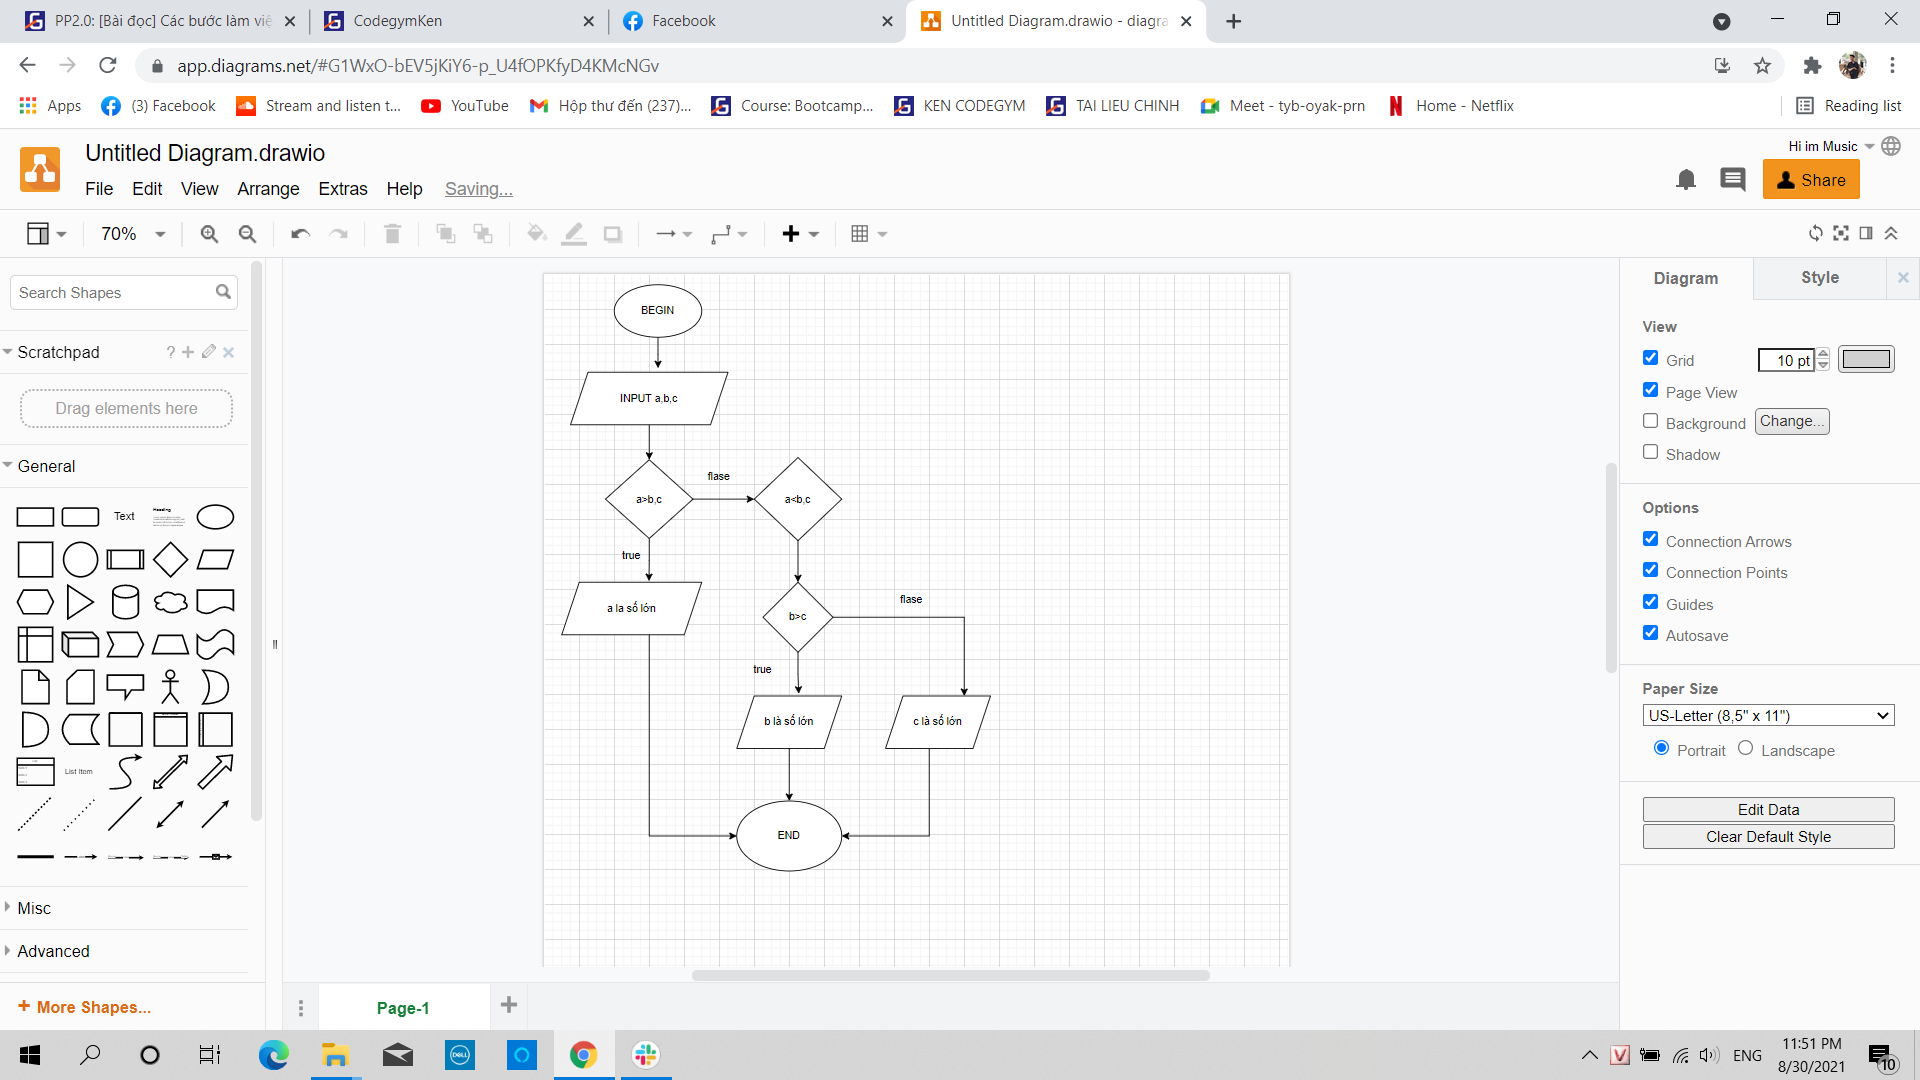 PP2.0: [Bài đọc] Các bước làm việ
CodegymKen
Facebook
Untitled Diagram.drawio - diagra
app.diagrams.net/#G1WxO-bEV5jKiY6-p_U4fOPKfyD4KMcNGv
Apps
(3) Facebook
Stream and listen t...
YouTube
Hộp thư đến (237)...
Course: Bootcamp...
KEN CODEGYM
TAI LIEU CHINH
Meet - tyb-oyak-prn
Home - Netflix
Reading list
Untitled Diagram.drawio
Hi im Music
File Edit View Arrange Extras Help Saving...
Share
70%
Search Shapes
Scratchpad
?
Drag elements here
General
Text
Heading
List Item
Misc
Advanced
+ More Shapes...
BEGIN
INPUT a,b,c
a>b,c
flase
a<b,c
true
a la số lớn
b>c
flase
true
b là số lớn
c là số lớn
END
Page-1
Diagram
Style
View
Grid
10 pt
Page View
Background
Change...
Shadow
Options
Connection Arrows
Connection Points
Guides
Autosave
Paper Size
US-Letter (8,5" x 11")
Portrait
Landscape
Edit Data
Clear Default Style
DELL
V
ENG
11:51 PM
8/30/2021
10